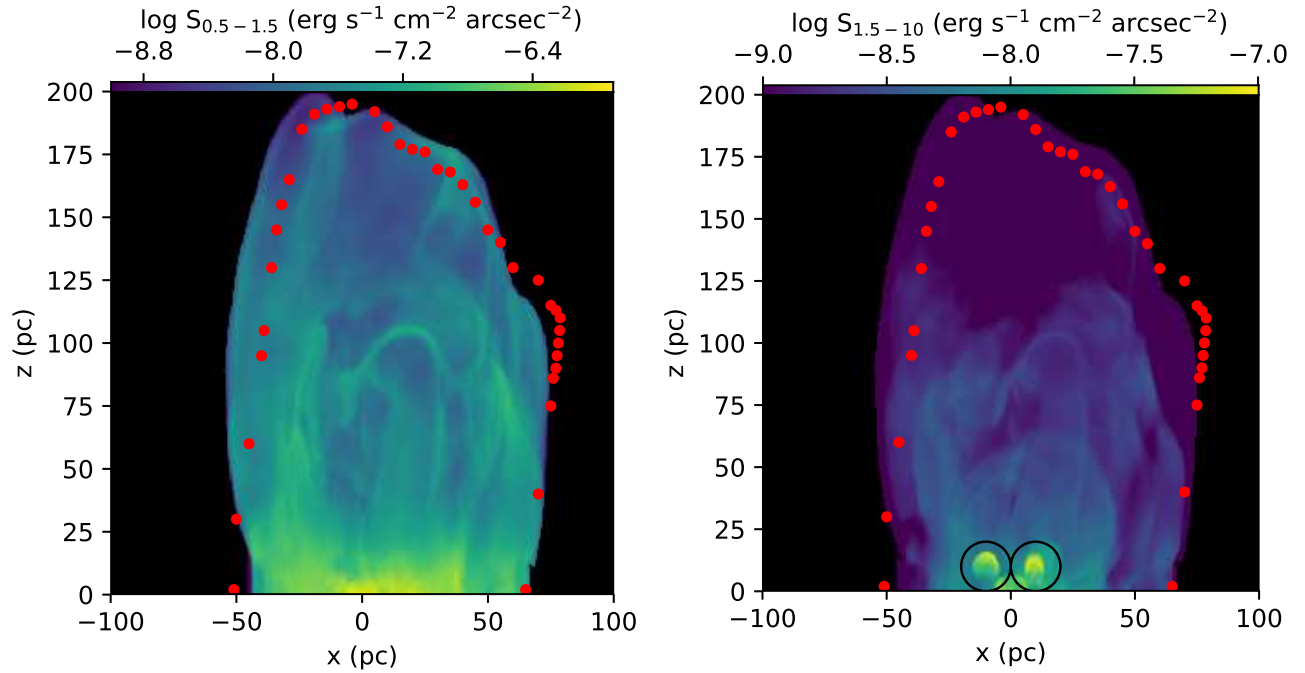 log S₀.₅₋₁.₅ (erg s⁻¹ cm⁻² arcsec⁻²)
−8.8 −8.0 −7.2 −6.4
200
175
150
125
100
75
50
25
0
−100 −50 0 50 100
x (pc)
z (pc)
log S₁.₅₋₁₀ (erg s⁻¹ cm⁻² arcsec⁻²)
−9.0 −8.5 −8.0 −7.5 −7.0
200
175
150
125
100
75
50
25
0
−100 −50 0 50 100
x (pc)
z (pc)